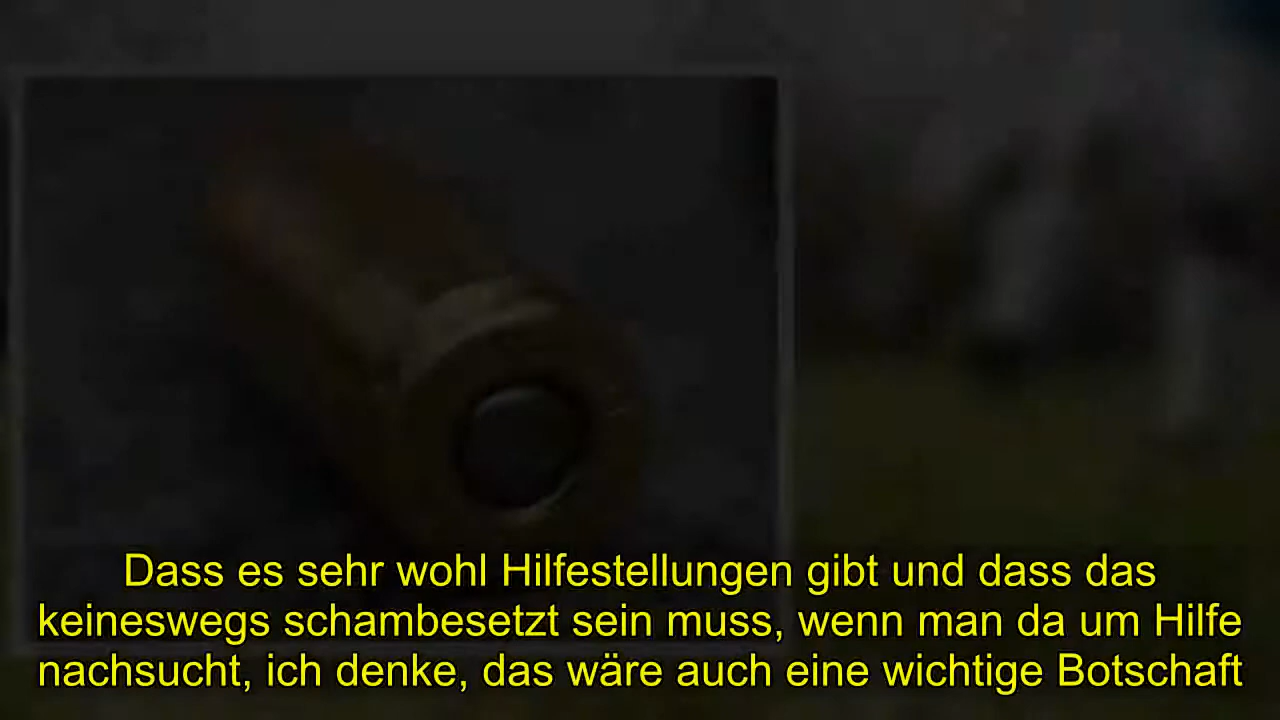 Dass es sehr wohl Hilfestellungen gibt und dass das
keineswegs schambesetzt sein muss, wenn man da um Hilfe
nachsucht, ich denke, das wäre auch eine wichtige Botschaft